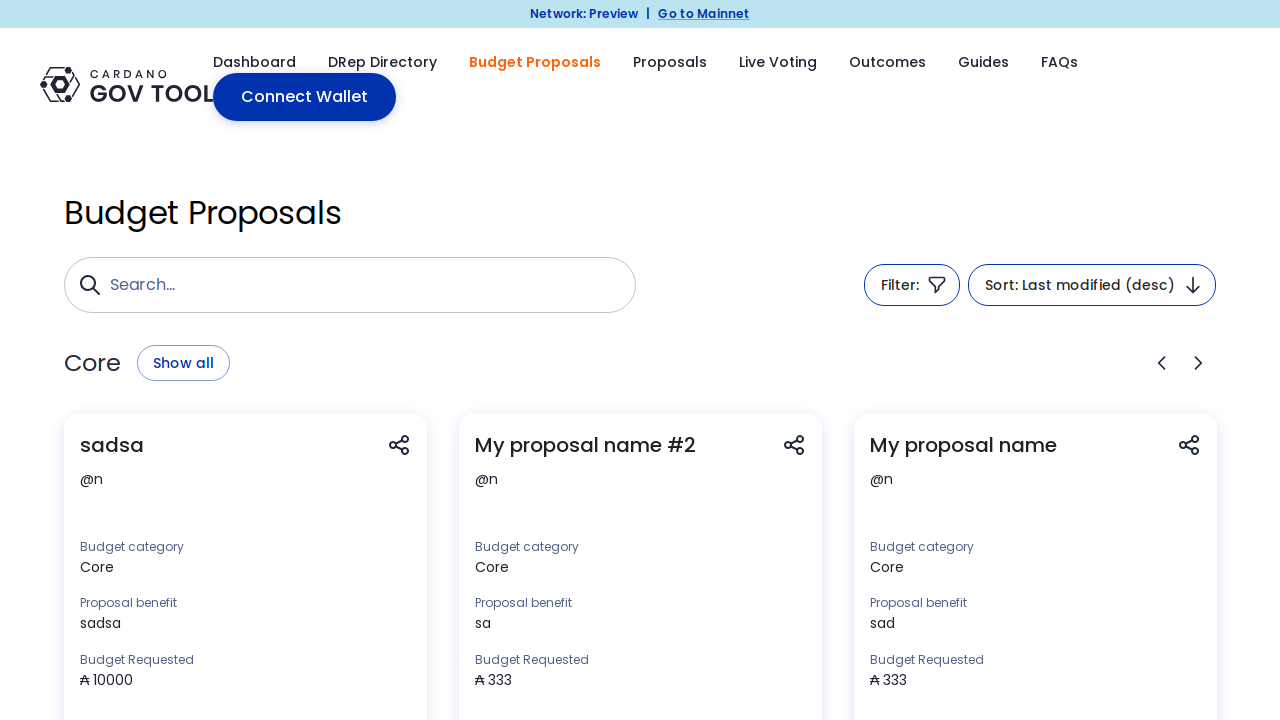 Network: Preview | Go to Mainnet
CARDANO
GOV TOOL
Dashboard DRep Directory Budget Proposals Proposals Live Voting Outcomes Guides FAQs
Connect Wallet
Budget Proposals
Search...
Filter:
Sort: Last modified (desc)
Core
Show all
sadsa
@n
Budget category
Core
Proposal benefit
sadsa
Budget Requested
₳ 10000
My proposal name #2
@n
Budget category
Core
Proposal benefit
sa
Budget Requested
₳ 333
My proposal name
@n
Budget category
Core
Proposal benefit
sad
Budget Requested
₳ 333